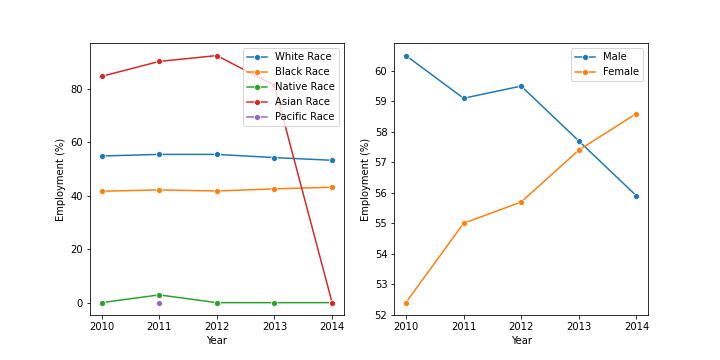 White Race
Black Race
Native Race
Asian Race
Pacific Race
80
60
40
20
0
Employment (%)
2010 2011 2012 2013 2014
Year
Male
Female
60
59
58
57
56
55
54
53
52
Employment (%)
2010 2011 2012 2013 2014
Year